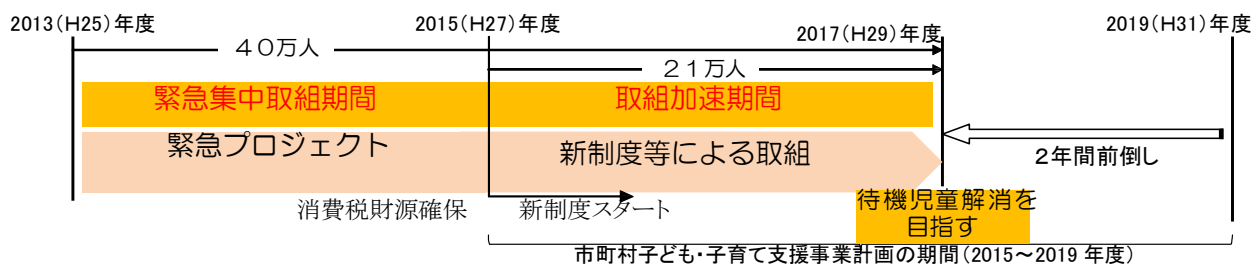 2013(H25)年度
2015(H27)年度
2017(H29)年度
2019(H31)年度
40万人
21万人
緊急集中取組期間
取組加速期間
緊急プロジェクト
新制度等による取組
2年間前倒し
消費税財源確保
新制度スタート
待機児童解消を
目指す
市町村子ども・子育て支援事業計画の期間(2015～2019 年度)